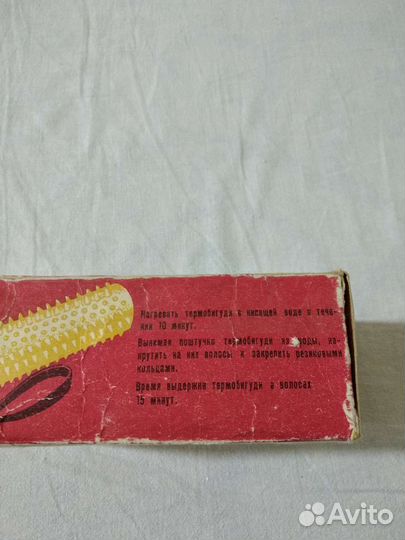 Нагревать термобигуди в кипящей воде в тече-
нии 10 минут.
Вынимая поштучно термобигуди из воды, на-
крутить на них волосы и закрепить резиновыми
кольцами.
Время выдержки термобигуди в волосах
15 минут.
Avito